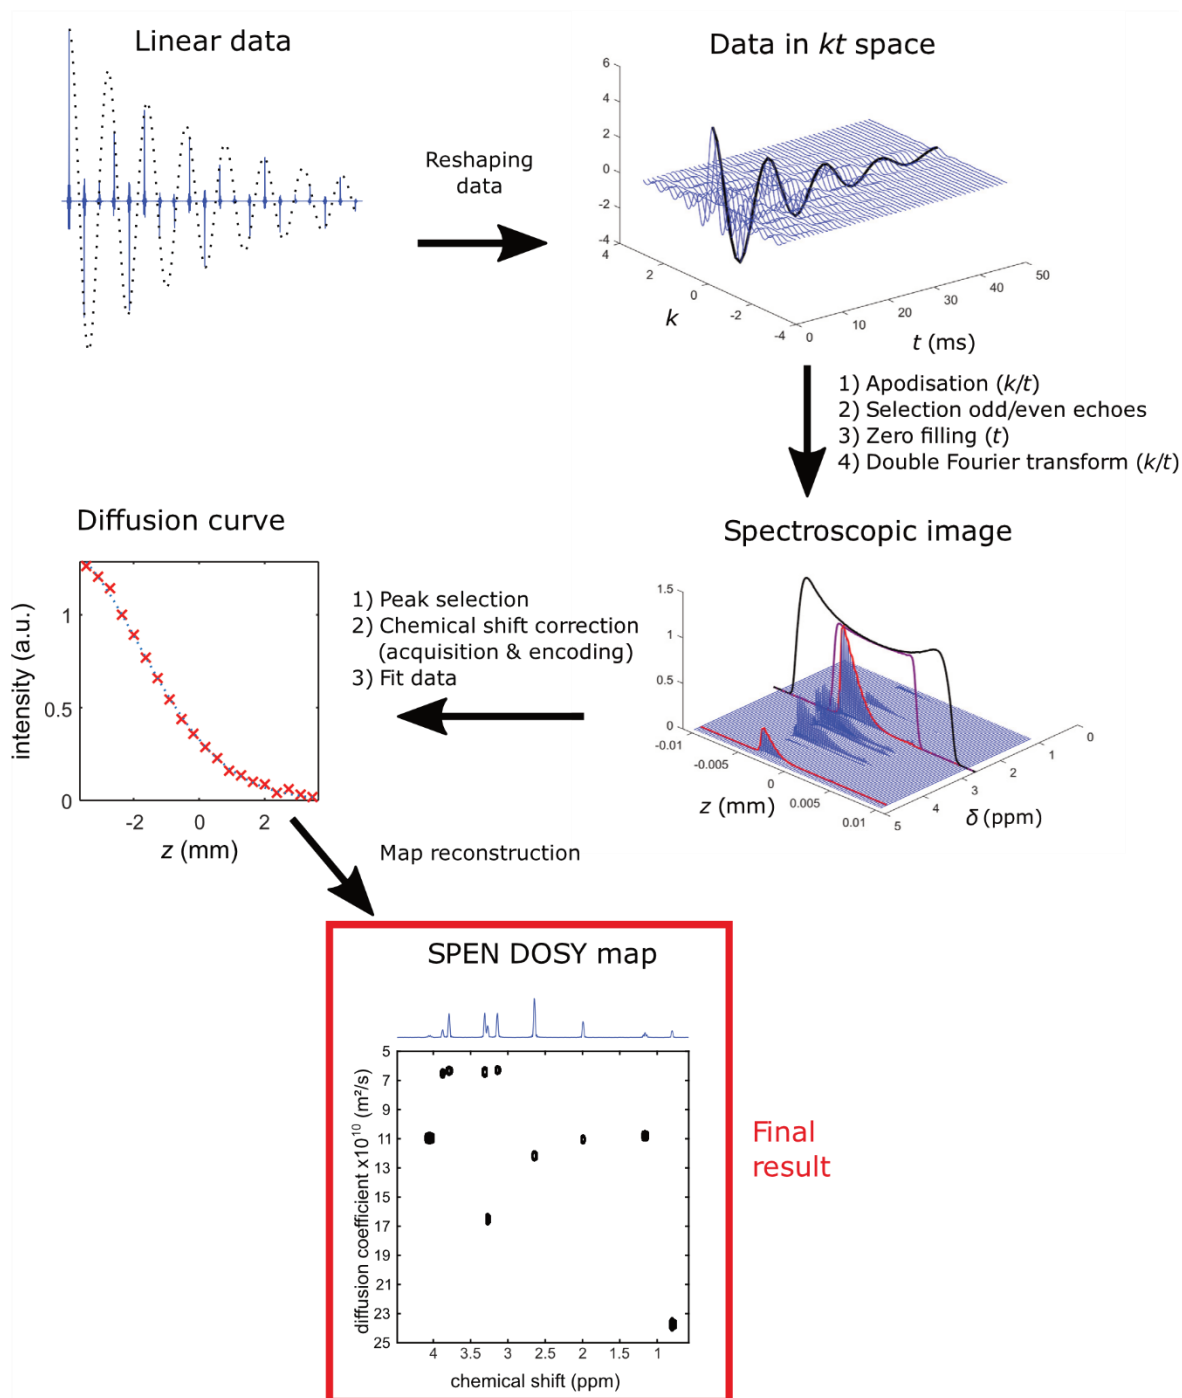 Linear data
Data in kt space
6
4
2
0
-2
-4
4
2
0
-2
-4
k
0
10
20
30
40
50
t (ms)
Reshaping
data
1) Apodisation (k/t)
2) Selection odd/even echoes
3) Zero filling (t)
4) Double Fourier transform (k/t)
Spectroscopic image
1.5
1
0.5
0
-0.01
-0.005
0
0.005
0.01
z (mm)
5
4
3
2
1
0
δ (ppm)
1) Peak selection
2) Chemical shift correction
(acquisition & encoding)
3) Fit data
Diffusion curve
intensity (a.u.)
1
0.5
0
-2
0
2
z (mm)
Map reconstruction
SPEN DOSY map
diffusion coefficient x10¹⁰ (m²/s)
5
7
9
11
13
15
17
19
21
23
25
4
3.5
3
2.5
2
1.5
1
chemical shift (ppm)
Final
result